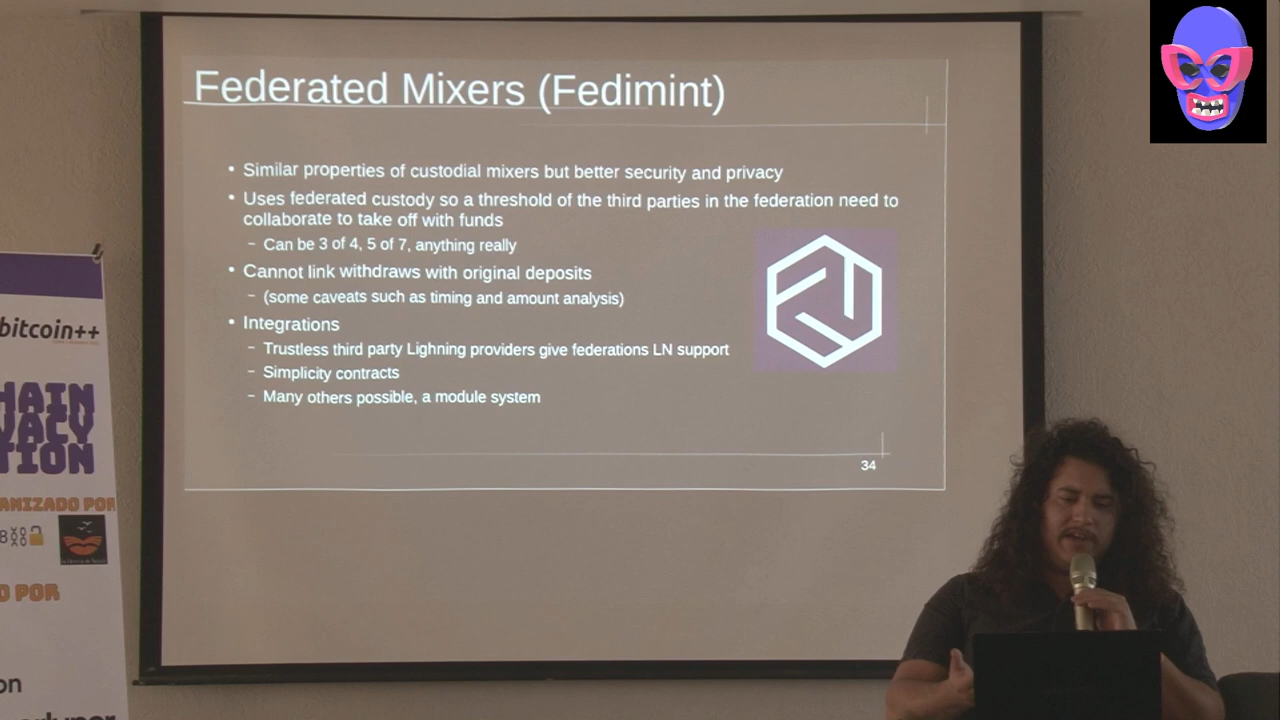 Federated Mixers (Fedimint)
• Similar properties of custodial mixers but better security and privacy
• Uses federated custody so a threshold of the third parties in the federation need to
collaborate to take off with funds
– Can be 3 of 4, 5 of 7, anything really
• Cannot link withdraws with original deposits
– (some caveats such as timing and amount analysis)
• Integrations
– Trustless third party Lighning providers give federations LN support
– Simplicity contracts
– Many others possible, a module system
34
bitcoin++
HAIN
VACY
TION
ANIZADO POR
O POR
on